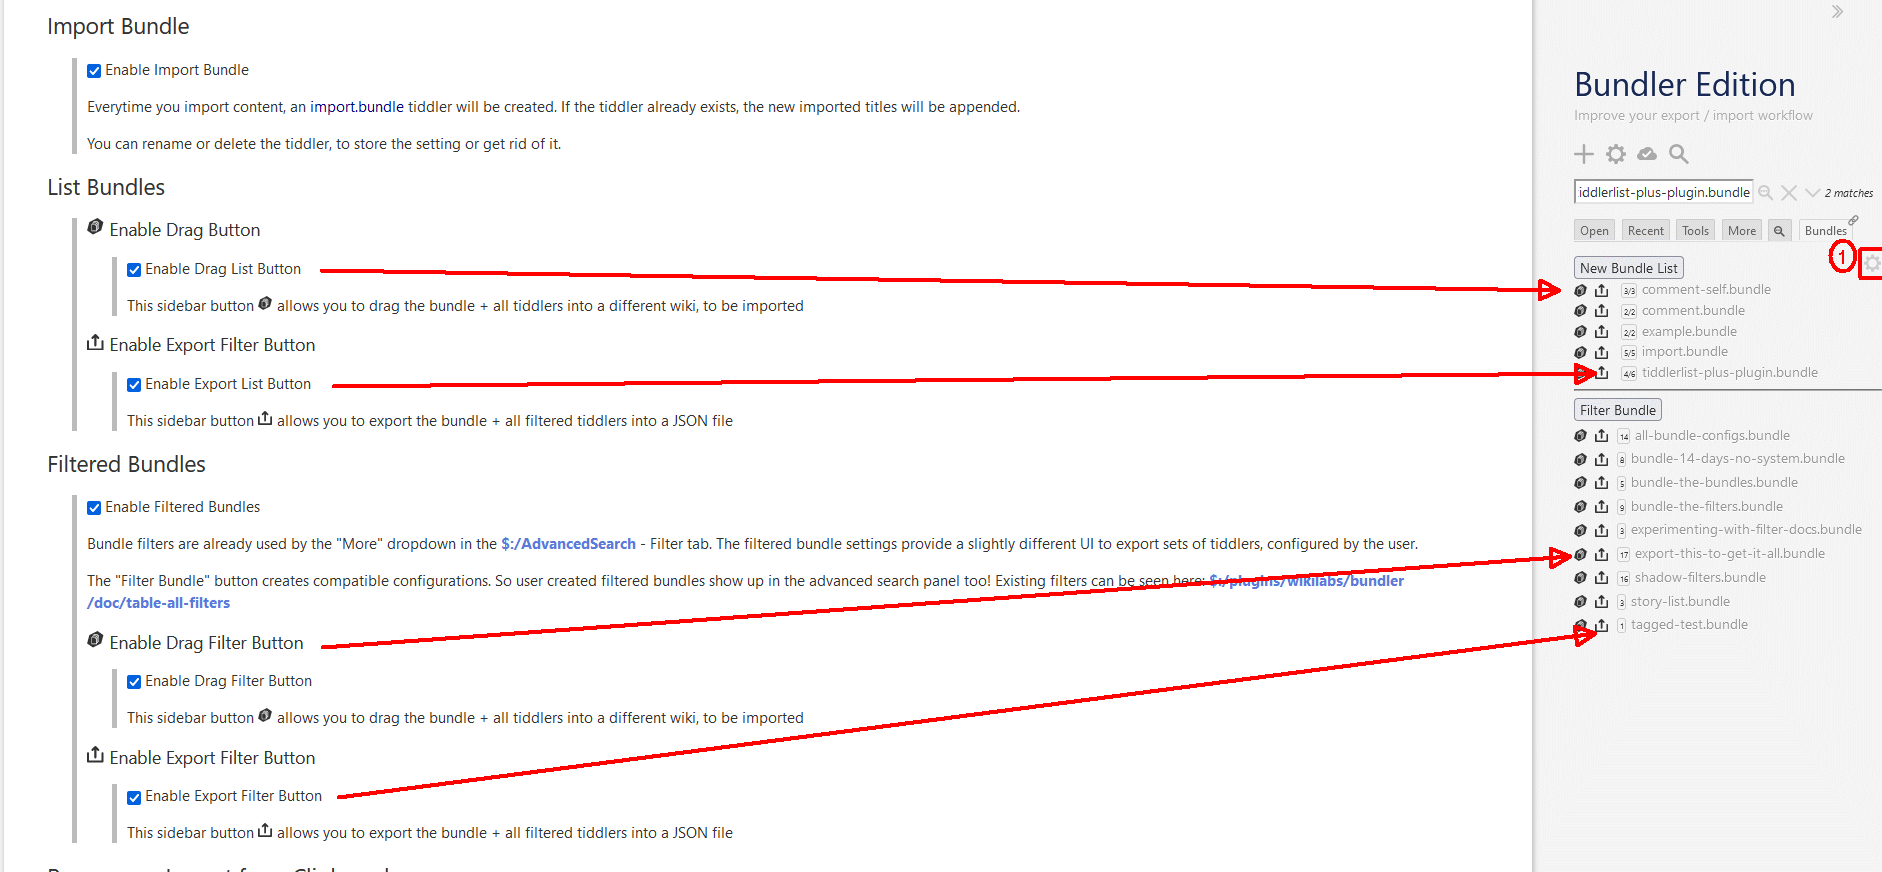 Import Bundle
Enable Import Bundle
Everytime you import content, an import.bundle tiddler will be created. If the tiddler already exists, the new imported titles will be appended.
You can rename or delete the tiddler, to store the setting or get rid of it.
List Bundles
Enable Drag Button
Enable Drag List Button
This sidebar button allows you to drag the bundle + all tiddlers into a different wiki, to be imported
Enable Export Filter Button
Enable Export List Button
This sidebar button allows you to export the bundle + all filtered tiddlers into a JSON file
Filtered Bundles
Enable Filtered Bundles
Bundle filters are already used by the "More" dropdown in the $:/AdvancedSearch - Filter tab. The filtered bundle settings provide a slightly different UI to export sets of tiddlers, configured by the user.
The "Filter Bundle" button creates compatible configurations. So user created filtered bundles show up in the advanced search panel too! Existing filters can be seen here: $:/plugins/wikilabs/bundler
/doc/table-all-filters
Enable Drag Filter Button
Enable Drag Filter Button
This sidebar button allows you to drag the bundle + all tiddlers into a different wiki, to be imported
Enable Export Filter Button
Enable Export Filter Button
This sidebar button allows you to export the bundle + all filtered tiddlers into a JSON file
Bundler Edition
Improve your export / import workflow
iddlerlist-plus-plugin.bundle 2 matches
Open Recent Tools More Bundles
1
New Bundle List
3/3 comment-self.bundle
2/2 comment.bundle
2/2 example.bundle
5/5 import.bundle
4/6 tiddlerlist-plus-plugin.bundle
Filter Bundle
14 all-bundle-configs.bundle
8 bundle-14-days-no-system.bundle
5 bundle-the-bundles.bundle
9 bundle-the-filters.bundle
3 experimenting-with-filter-docs.bundle
17 export-this-to-get-it-all.bundle
16 shadow-filters.bundle
3 story-list.bundle
1 tagged-test.bundle